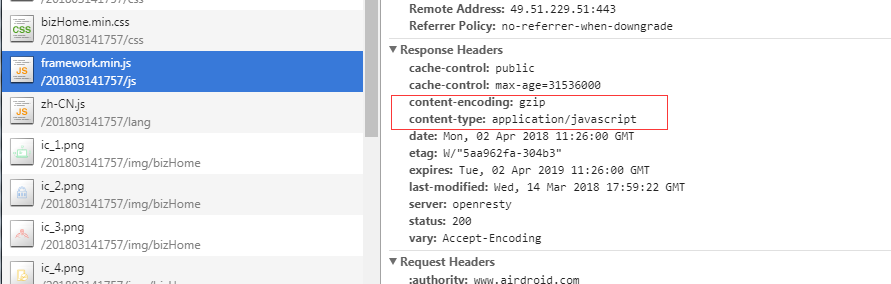 /201803141757/css
bizHome.min.css
/201803141757/css
framework.min.js
/201803141757/js
zh-CN.js
/201803141757/lang
ic_1.png
/201803141757/img/bizHome
ic_2.png
/201803141757/img/bizHome
ic_3.png
/201803141757/img/bizHome
ic_4.png
/201803141757/img/bizHome
Remote Address: 49.51.229.51:443
Referrer Policy: no-referrer-when-downgrade
▼ Response Headers
cache-control: public
cache-control: max-age=31536000
content-encoding: gzip
content-type: application/javascript
date: Mon, 02 Apr 2018 11:26:00 GMT
etag: W/"5aa962fa-304b3"
expires: Tue, 02 Apr 2019 11:26:00 GMT
last-modified: Wed, 14 Mar 2018 17:59:22 GMT
server: openresty
status: 200
vary: Accept-Encoding
▼ Request Headers
:authority: www.airdroid.com